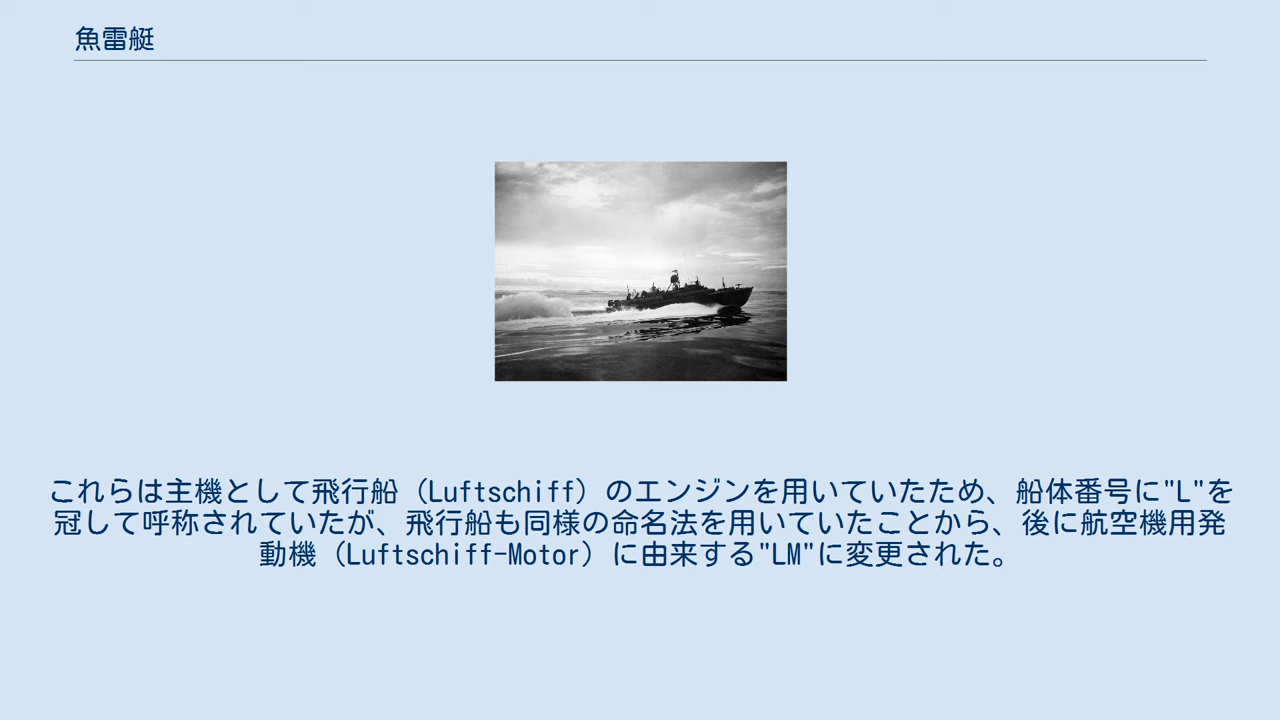 魚雷艇
これらは主機として飛行船（Luftschiff）のエンジンを用いていたため、船体番号に"L"を
冠して呼称されていたが、飛行船も同様の命名法を用いていたことから、後に航空機用発
動機（Luftschiff-Motor）に由来する"LM"に変更された。